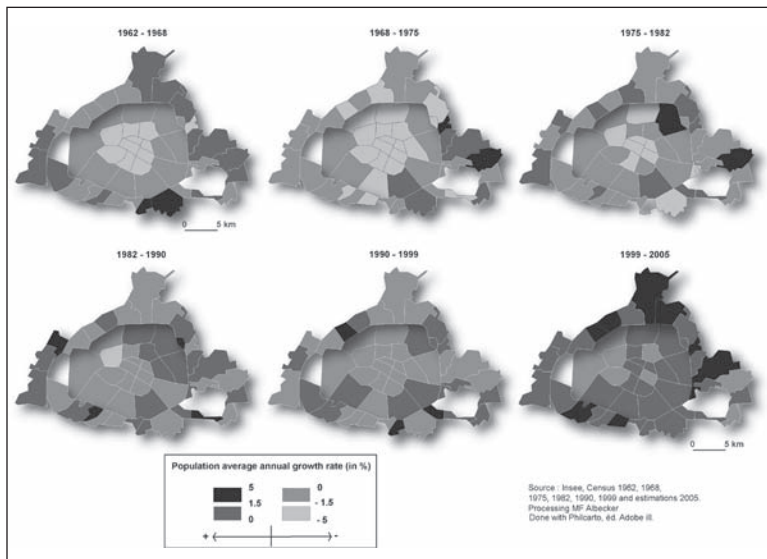 1962 - 1968
1968 - 1975
1975 - 1982
0 5 km
1982 - 1990
1990 - 1999
1999 - 2005
0 5 km
Population average annual growth rate (in %)
5 0
1.5 - 1.5
0 - 5
+ -
Source : Insee, Census 1962, 1968,
1975, 1982, 1990, 1999 and estimations 2005.
Processing MF Albecker
Done with Philcarto, éd. Adobe ill.